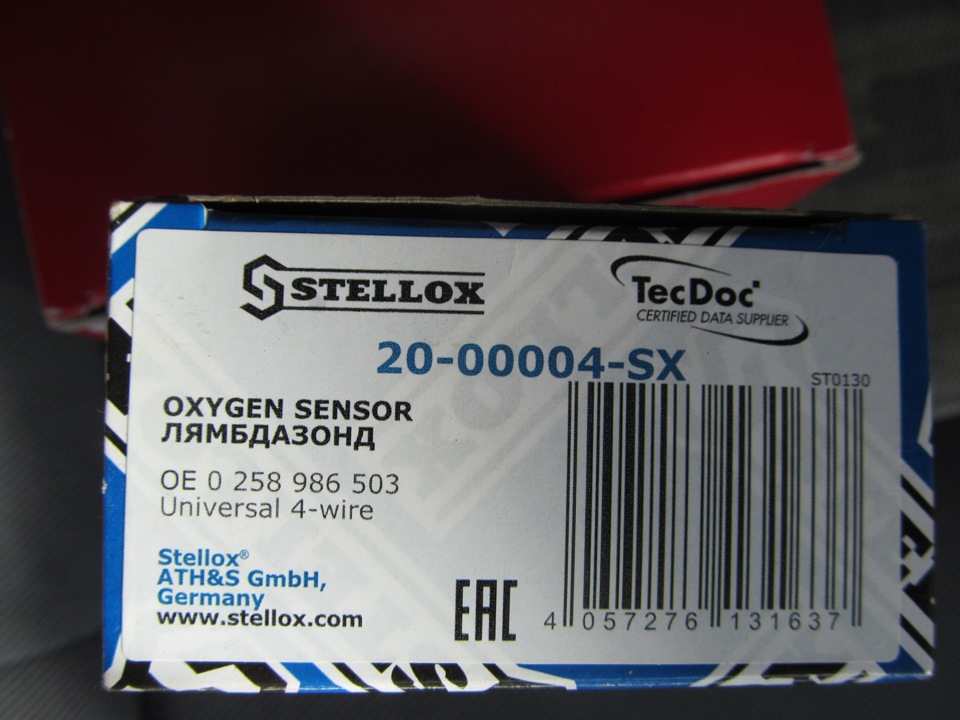 STELLOX
TecDoc
CERTIFIED DATA SUPPLIER
20-00004-SX
ST0130
OXYGEN SENSOR
ЛЯМБДАЗОНД
OE 0 258 986 503
Universal 4-wire
Stellox®
ATH&S GmbH,
Germany
www.stellox.com
EAC
4 057276 131637